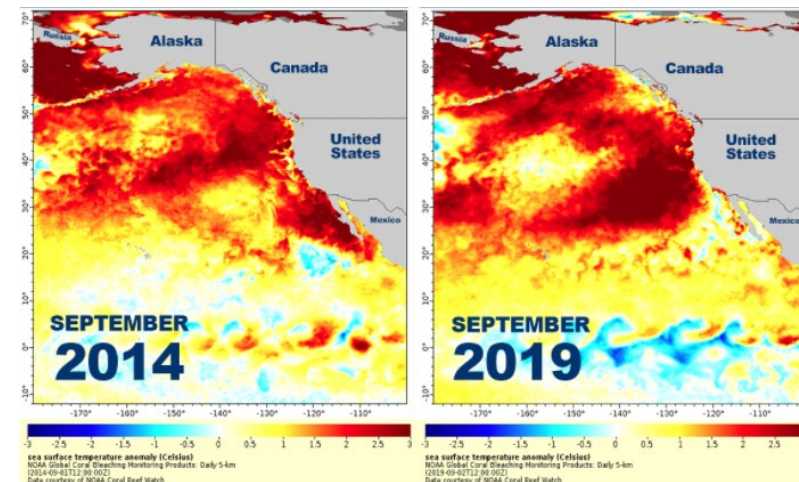 70°
60°
50°
40°
30°
20°
10°
0°
-10°
Russia
Alaska
Canada
United
States
Mexico
SEPTEMBER
2014
-170°
-160°
-150°
-140°
-130°
-120°
-110°
-100°
-3
-2.5
-2
-1.5
-1
-0.5
0
0.5
1
1.5
2
2.5
3
sea surface temperature anomaly (Celsius)
NOAA Global Coral Bleaching Monitoring Products: Daily 5-km
(2014-09-01T12:00:00Z)
Data courtesy of NOAA Coral Reef Watch
70°
60°
50°
40°
30°
20°
10°
0°
-10°
Russia
Alaska
Canada
United
States
Mexico
SEPTEMBER
2019
-170°
-160°
-150°
-140°
-130°
-120°
-110°
-100°
-3
-2.5
-2
-1.5
-1
-0.5
0
0.5
1
1.5
2
2.5
sea surface temperature anomaly (Celsius)
NOAA Global Coral Bleaching Monitoring Products: Daily 5-km
(2019-09-02T12:00:00Z)
Data courtesy of NOAA Coral Reef Watch